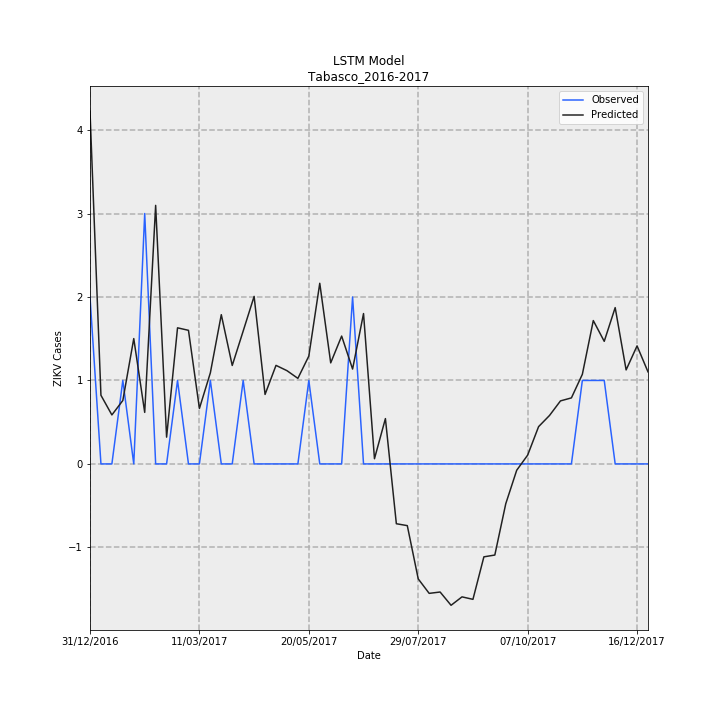 LSTM Model
Tabasco_2016-2017
Observed
Predicted
4
3
2
1
0
−1
ZIKV Cases
31/12/2016 11/03/2017 20/05/2017 29/07/2017 07/10/2017 16/12/2017
Date